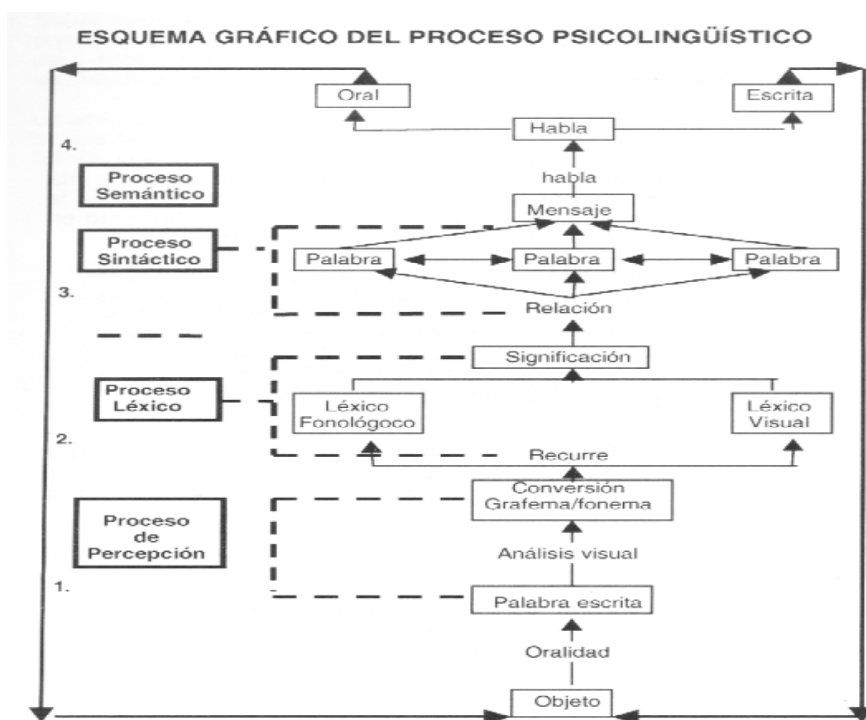 ESQUEMA GRÁFICO DEL PROCESO PSICOLINGÜÍSTICO
Oral
Escrita
Habla
4.
Proceso
Semántico
habla
Mensaje
Proceso
Sintáctico
Palabra
Palabra
Palabra
3.
Relación
Significación
Proceso
Léxico
Léxico
Fonológoco
Léxico
Visual
2.
Recurre
Conversión
Grafema/fonema
Proceso
de
Percepción
Análisis visual
1.
Palabra escrita
Oralidad
Objeto